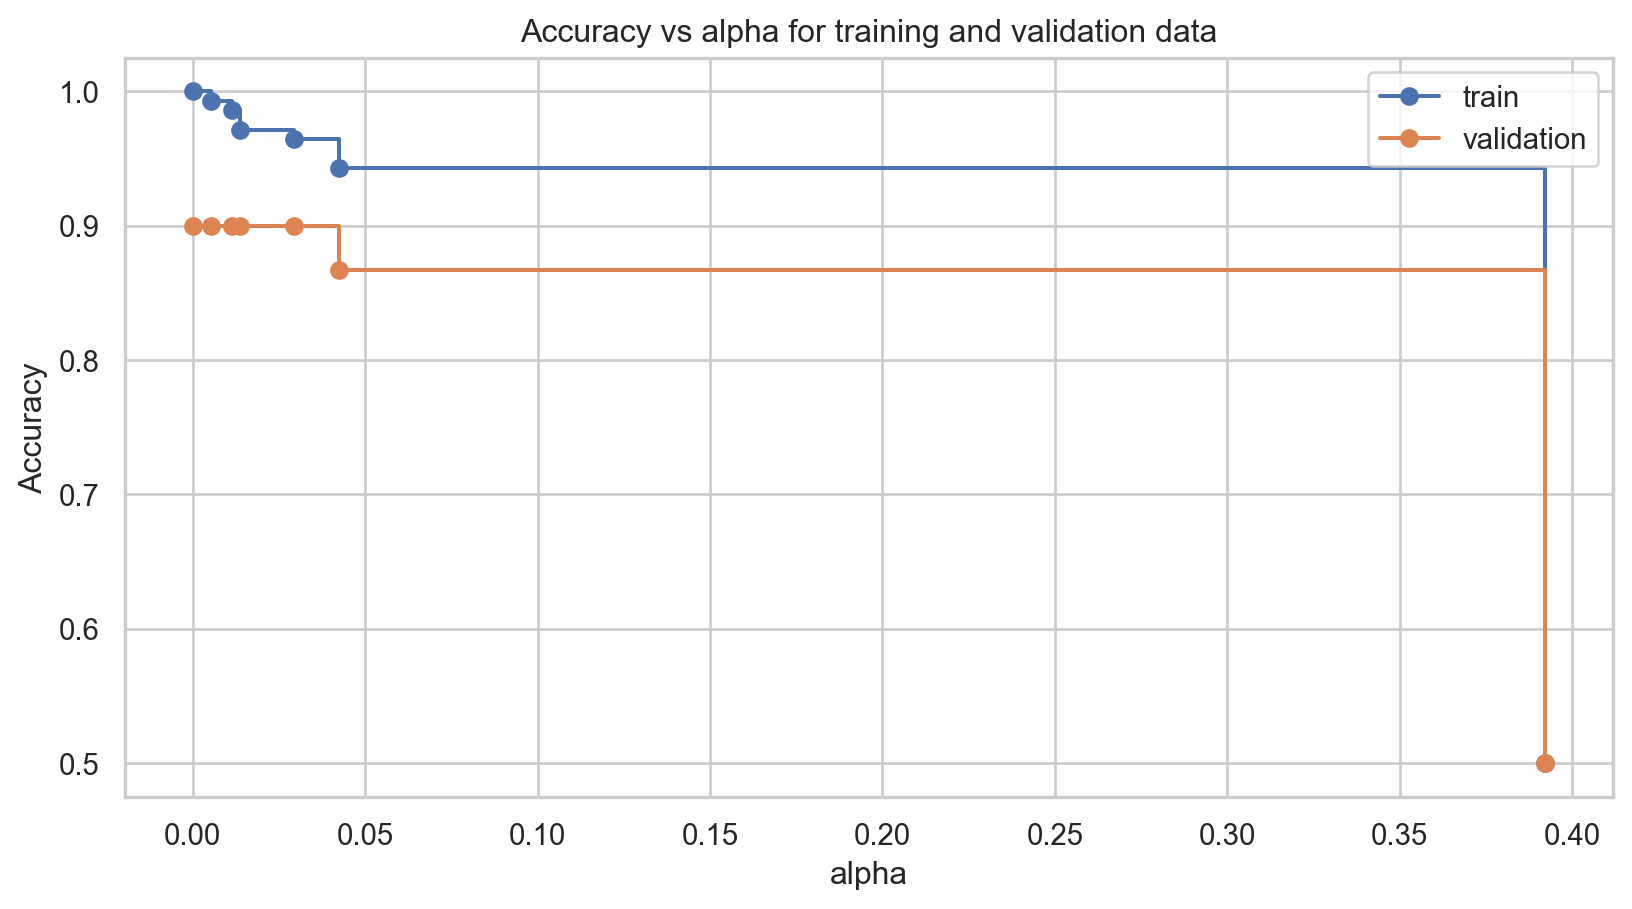 Accuracy vs alpha for training and validation data
train
validation
1.0
0.9
0.8
0.7
0.6
0.5
Accuracy
0.00 0.05 0.10 0.15 0.20 0.25 0.30 0.35 0.40
alpha